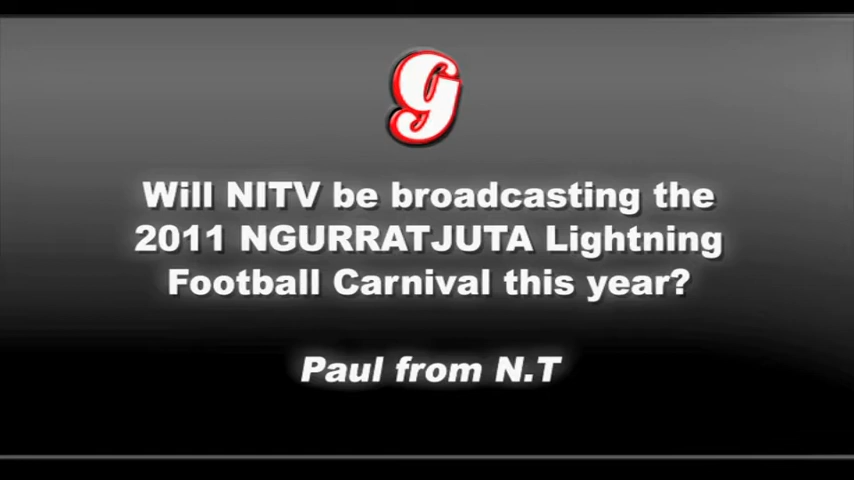 g
Will NITV be broadcasting the
2011 NGURRATJUTA Lightning
Football Carnival this year?
Paul from N.T